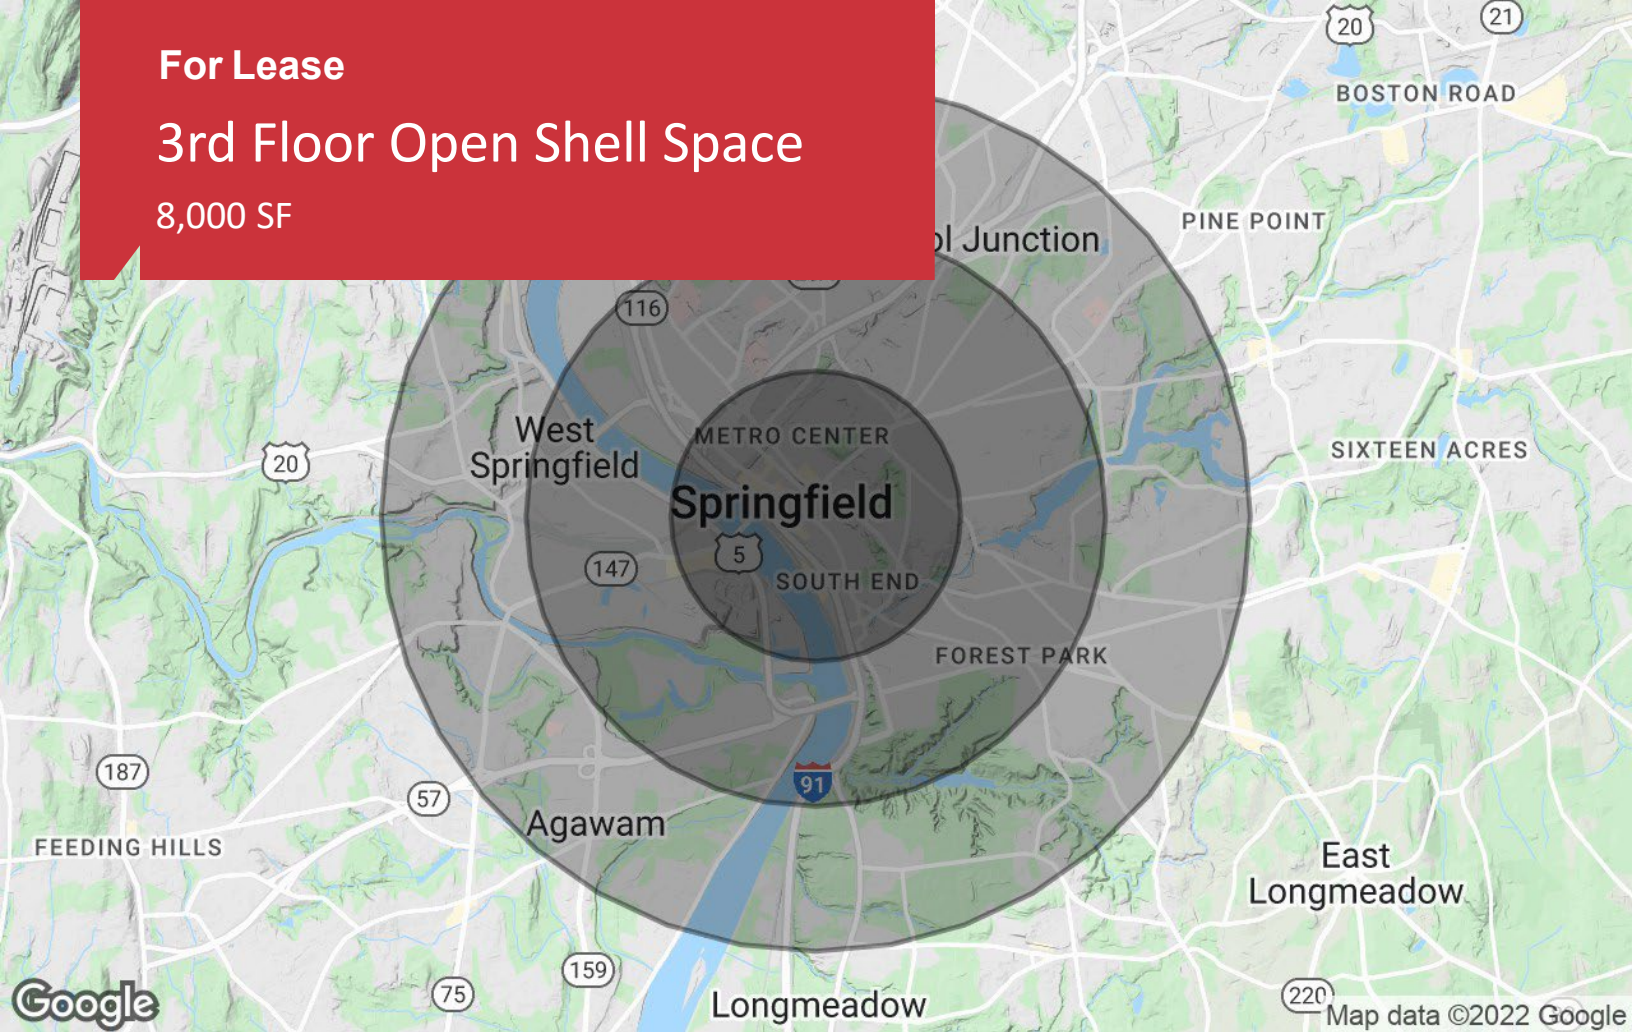 For Lease
3rd Floor Open Shell Space
8,000 SF
20
21
BOSTON ROAD
PINE POINT
Junction
116
West
Springfield
METRO CENTER
20
SIXTEEN ACRES
Springfield
5
147
SOUTH END
FOREST PARK
187
91
57
Agawam
FEEDING HILLS
East
Longmeadow
159
75
220
Longmeadow
Google
Map data ©2022 Google